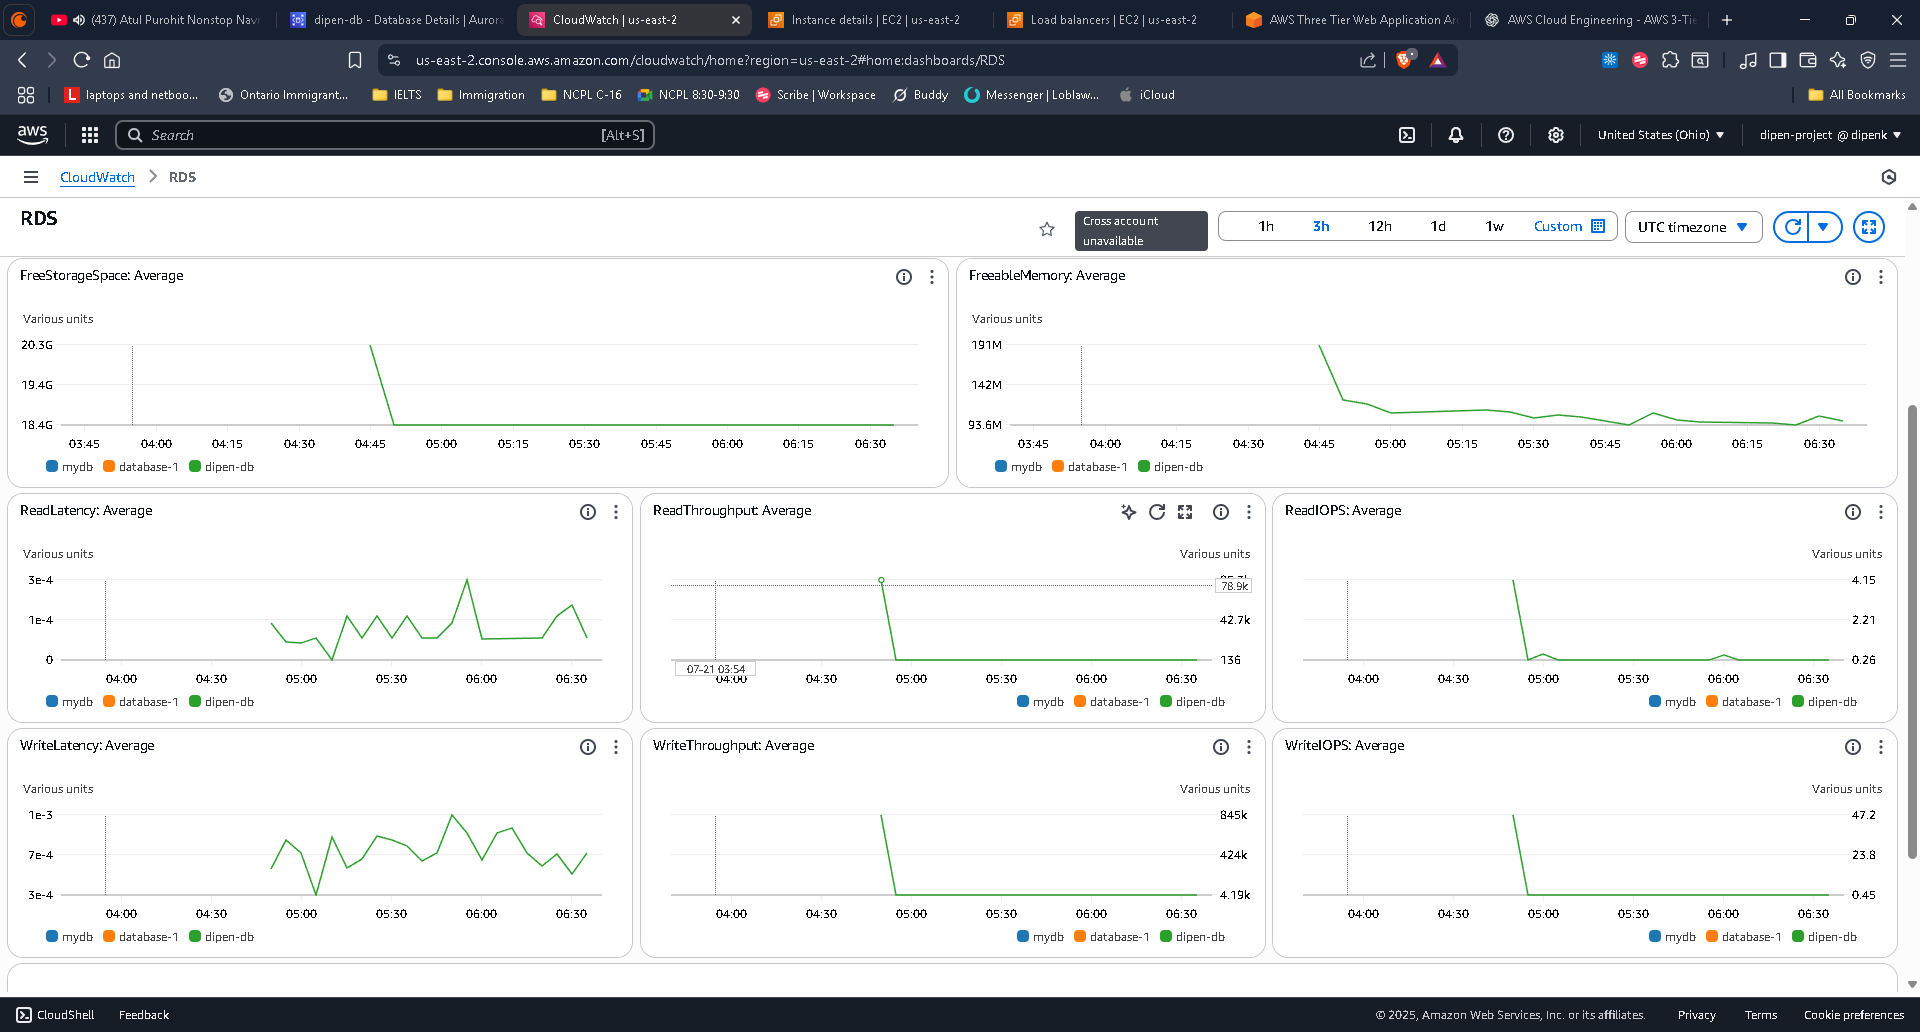 (437) Atul Purohit Nonstop Nav
dipen-db - Database Details | Aurora
CloudWatch | us-east-2
Instance details | EC2 | us-east-2
Load balancers | EC2 | us-east-2
AWS Three Tier Web Application Ar
AWS Cloud Engineering - AWS 3-Tie
us-east-2.console.aws.amazon.com/cloudwatch/home?region=us-east-2#home:dashboards/RDS
laptops and netboo...
Ontario Immigrant...
IELTS
Immigration
NCPL C-16
NCPL 8:30-9:30
Scribe | Workspace
Buddy
Messenger | Loblaw...
iCloud
All Bookmarks
aws
Search
[Alt+S]
United States (Ohio)
dipen-project @ dipenk
CloudWatch
RDS
RDS
Cross account
unavailable
1h
3h
12h
1d
1w
Custom
UTC timezone
FreeStorageSpace: Average
Various units
20.3G
19.4G
18.4G
03:45 04:00 04:15 04:30 04:45 05:00 05:15 05:30 05:45 06:00 06:15 06:30
mydb database-1 dipen-db
FreeableMemory: Average
Various units
191M
142M
93.6M
03:45 04:00 04:15 04:30 04:45 05:00 05:15 05:30 05:45 06:00 06:15 06:30
mydb database-1 dipen-db
ReadLatency: Average
Various units
3e-4
1e-4
0
04:00 04:30 05:00 05:30 06:00 06:30
mydb database-1 dipen-db
ReadThroughput: Average
Various units
78.9k
42.7k
136
07-21 03:54
04:00 04:30 05:00 05:30 06:00 06:30
mydb database-1 dipen-db
ReadIOPS: Average
Various units
4.15
2.21
0.26
04:00 04:30 05:00 05:30 06:00 06:30
mydb database-1 dipen-db
WriteLatency: Average
Various units
1e-3
7e-4
3e-4
04:00 04:30 05:00 05:30 06:00 06:30
mydb database-1 dipen-db
WriteThroughput: Average
Various units
845k
424k
4.19k
04:00 04:30 05:00 05:30 06:00 06:30
mydb database-1 dipen-db
WriteIOPS: Average
Various units
47.2
23.8
0.45
04:00 04:30 05:00 05:30 06:00 06:30
mydb database-1 dipen-db
CloudShell
Feedback
© 2025, Amazon Web Services, Inc. or its affiliates.
Privacy
Terms
Cookie preferences